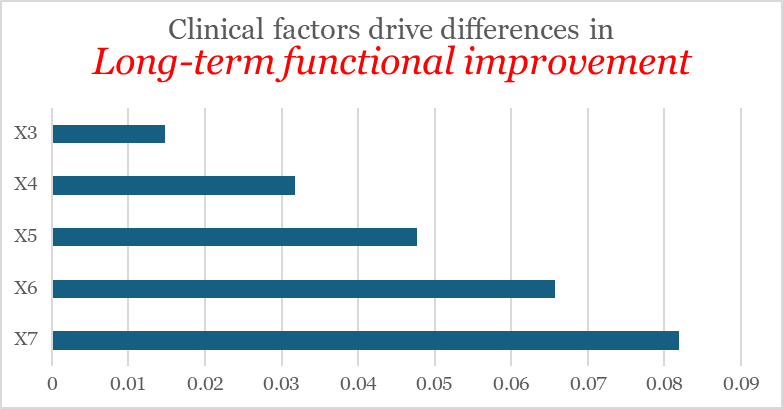 Clinical factors drive differences in
Long-term functional improvement
X3
X4
X5
X6
X7
0 0.01 0.02 0.03 0.04 0.05 0.06 0.07 0.08 0.09